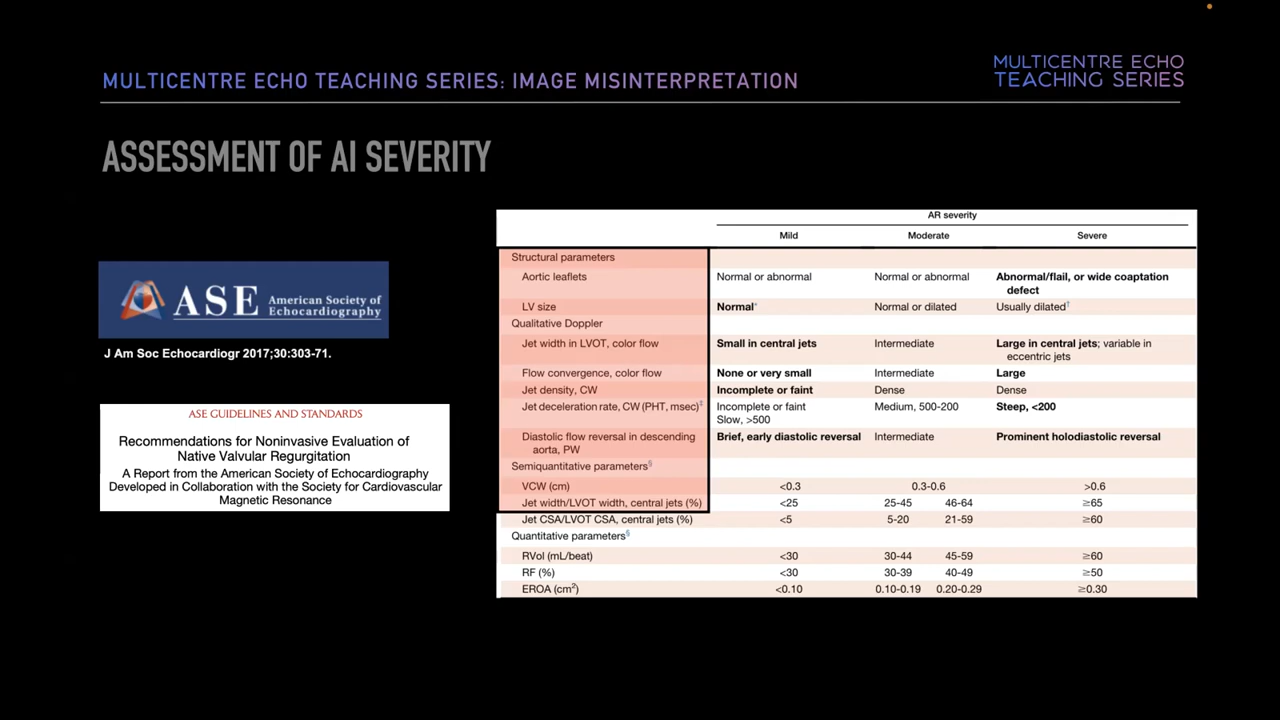 MULTICENTRE ECHO TEACHING SERIES: IMAGE MISINTERPRETATION
MULTICENTRE ECHO
TEACHING SERIES
ASSESSMENT OF AI SEVERITY
ASE American Society of
Echocardiography
J Am Soc Echocardiogr 2017;30:303-71.
ASE GUIDELINES AND STANDARDS
Recommendations for Noninvasive Evaluation of
Native Valvular Regurgitation
A Report from the American Society of Echocardiography
Developed in Collaboration with the Society for Cardiovascular
Magnetic Resonance
AR severity
Mild Moderate Severe
Structural parameters
Aortic leaflets Normal or abnormal Normal or abnormal Abnormal/flail, or wide coaptation
defect
LV size Normal* Normal or dilated Usually dilated†
Qualitative Doppler
Jet width in LVOT, color flow Small in central jets Intermediate Large in central jets; variable in
eccentric jets
Flow convergence, color flow None or very small Intermediate Large
Jet density, CW Incomplete or faint Dense Dense
Jet deceleration rate, CW (PHT, msec)‡ Incomplete or faint Medium, 500-200 Steep, <200
Slow, >500
Diastolic flow reversal in descending Brief, early diastolic reversal Intermediate Prominent holodiastolic reversal
aorta, PW
Semiquantitative parameters§
VCW (cm) <0.3 0.3-0.6 >0.6
Jet width/LVOT width, central jets (%) <25 25-45 46-64 ≥65
Jet CSA/LVOT CSA, central jets (%) <5 5-20 21-59 ≥60
Quantitative parameters§
RVol (mL/beat) <30 30-44 45-59 ≥60
RF (%) <30 30-39 40-49 ≥50
EROA (cm²) <0.10 0.10-0.19 0.20-0.29 ≥0.30